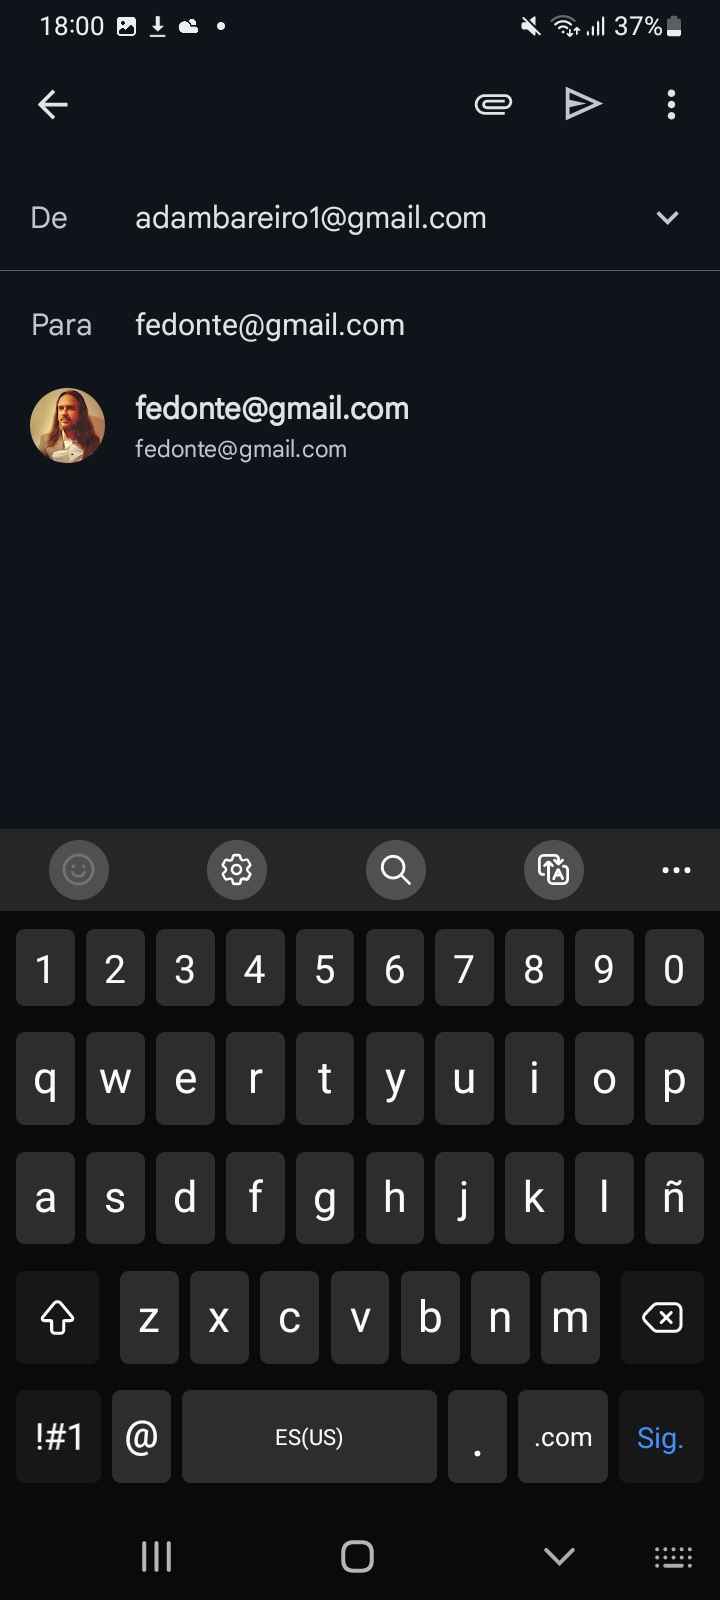 18:00 37%
De adambareiro1@gmail.com
Para fedonte@gmail.com
fedonte@gmail.com
fedonte@gmail.com
1 2 3 4 5 6 7 8 9 0
q w e r t y u i o p
a s d f g h j k l ñ
z x c v b n m
!#1 @ ES(US) . .com Sig.